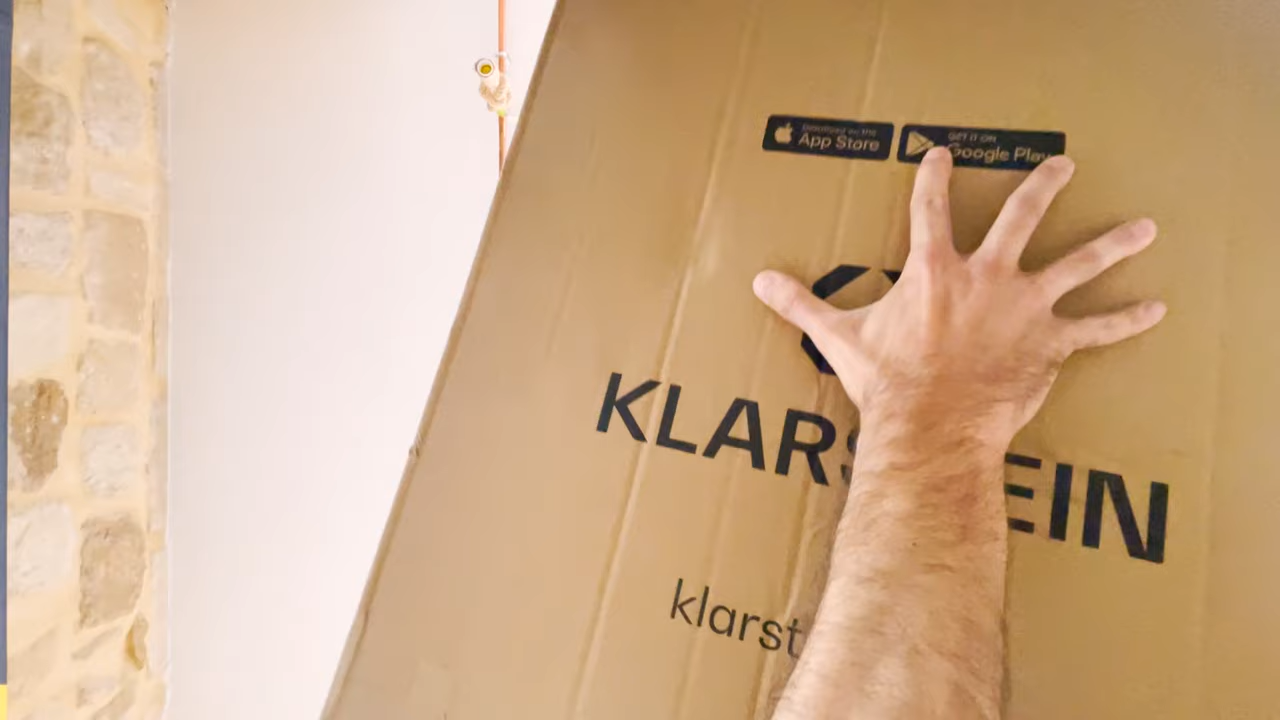 Download on the
App Store
GET IT ON
Google Play
KLARS EIN
klarst